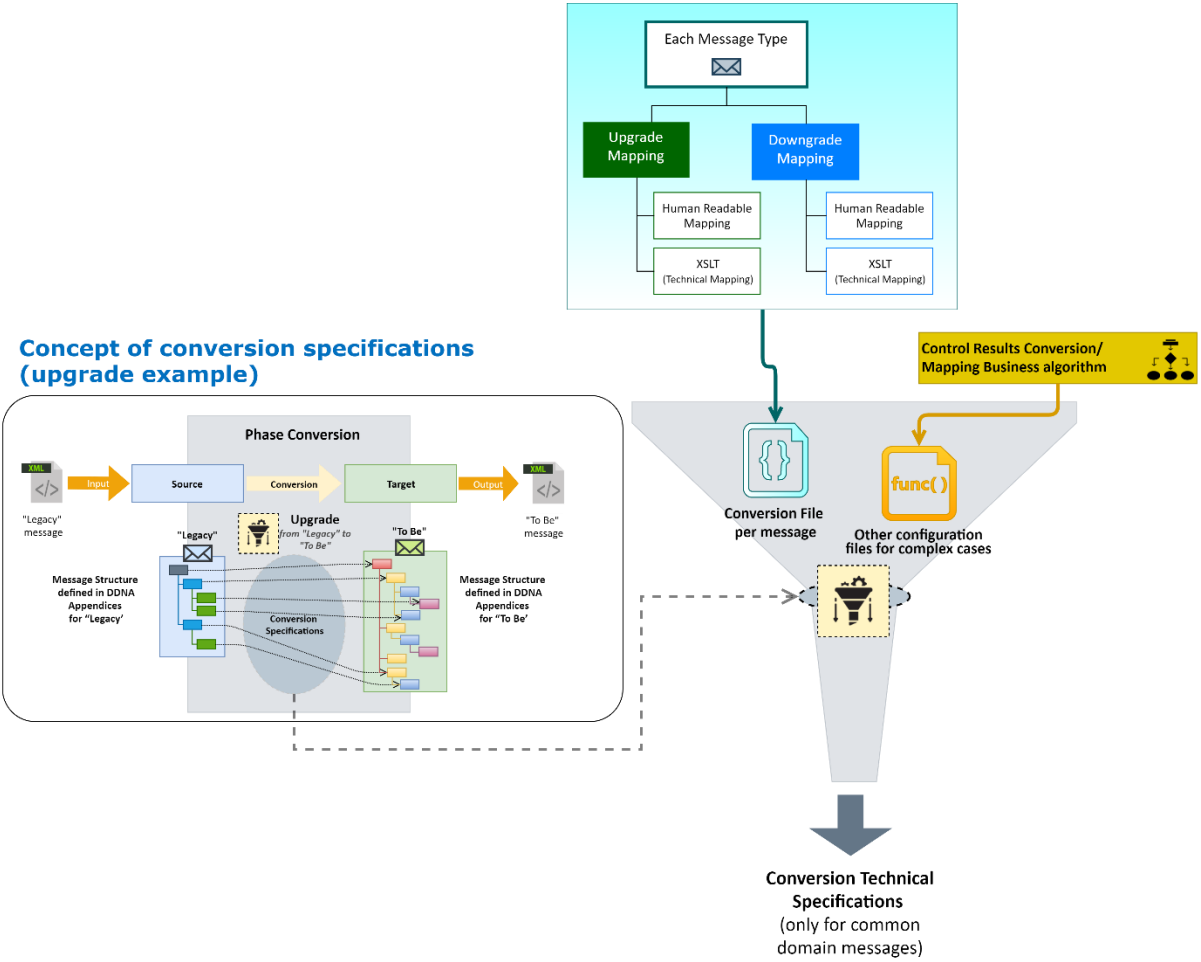 Each Message Type
Upgrade
Mapping
Downgrade
Mapping
Human Readable
Mapping
XSLT
(Technical Mapping)
Human Readable
Mapping
XSLT
(Technical Mapping)
Concept of conversion specifications
(upgrade example)
Control Results Conversion/
Mapping Business algorithm
Phase Conversion
XML
</>
Input
Source
Conversion
Target
Output
XML
</>
"Legacy"
message
Upgrade
from "Legacy" to
"To Be"
"To Be"
message
"Legacy"
"To Be"
Message Structure
defined in DDNA
Appendices
for “Legacy’
Conversion
Specifications
Message Structure
defined in DDNA
Appendices
for “To Be’
{}
Conversion File
per message
func()
Other configuration
files for complex cases
Conversion Technical
Specifications
(only for common
domain messages)